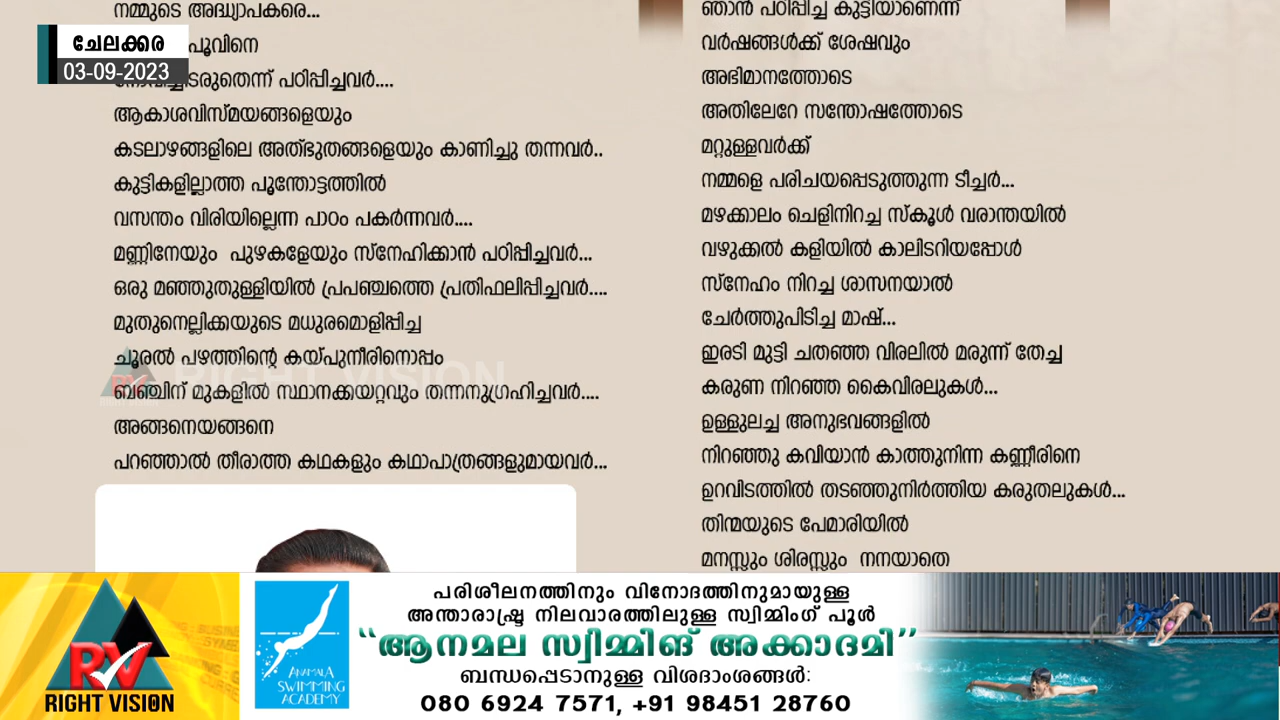 നമ്മുടെ അദ്ധ്യാപകരെ...
ചേലക്കര
03-09-2023
പൂവിനെ
പഠിപ്പിച്ചവർ....
ആകാശവിസ്മയങ്ങളെയും
കടലാഴങ്ങളിലെ അത്ഭുതങ്ങളെയും കാണിച്ചു തന്നവർ..
കുട്ടികളില്ലാത്ത പൂന്തോട്ടത്തിൽ
വസന്തം വിരിയില്ലെന്ന പാഠം പകർന്നവർ....
മണ്ണിനേയും പുഴകളേയും സ്നേഹിക്കാൻ പഠിപ്പിച്ചവർ...
ഒരു മഞ്ഞുതുള്ളിയിൽ പ്രപഞ്ചത്തെ പ്രതിഫലിപ്പിച്ചവർ....
മുതുനെല്ലിക്കയുടെ മധുരമൊളിപ്പിച്ച
ചൂരൽ പഴത്തിന്റെ കയ്പുനീരിനൊപ്പം
ബഞ്ചിന് മുകളിൽ സ്ഥാനക്കയറ്റവും തന്നനുഗ്രഹിച്ചവർ....
അങ്ങനെയങ്ങനെ
പറഞ്ഞാൽ തീരാത്ത കഥകളും കഥാപാത്രങ്ങളുമായവർ...
ഞാൻ പഠിപ്പിച്ച കുട്ടിയാണെന്ന്
വർഷങ്ങൾക്ക് ശേഷവും
അഭിമാനത്തോടെ
അതിലേറേ സന്തോഷത്തോടെ
മറ്റുള്ളവർക്ക്
നമ്മളെ പരിചയപ്പെടുത്തുന്ന ടീച്ചർ...
മഴക്കാലം ചെളിനിറച്ച സ്കൂൾ വരാന്തയിൽ
വഴുക്കൽ കളിയിൽ കാലിടറിയപ്പോൾ
സ്നേഹം നിറച്ച ശാസനയാൽ
ചേർത്തുപിടിച്ച മാഷ്...
ഇരടി മുട്ടി ചതഞ്ഞ വിരലിൽ മരുന്ന് തേച്ച
കരുണ നിറഞ്ഞ കൈവിരലുകൾ...
ഉള്ളുലച്ച അനുഭവങ്ങളിൽ
നിറഞ്ഞു കവിയാൻ കാത്തുനിന്ന കണ്ണീരിനെ
ഉറവിടത്തിൽ തടഞ്ഞുനിർത്തിയ കരുതലുകൾ...
തിന്മയുടെ പേമാരിയിൽ
മനസ്സും ശിരസ്സും നനയാതെ
RIGHT VISION
RV
RIGHT VISION
ANAMALA
SWIMMING
ACADEMY
പരിശീലനത്തിനും വിനോദത്തിനുമായുള്ള
അന്താരാഷ്ട്ര നിലവാരത്തിലുള്ള സ്വിമ്മിംഗ് പൂൾ
“ആനമല സ്വിമ്മിങ് അക്കാദമി”
ബന്ധപ്പെടാനുള്ള വിശദാംശങ്ങൾ:
080 6924 7571, +91 98451 28760